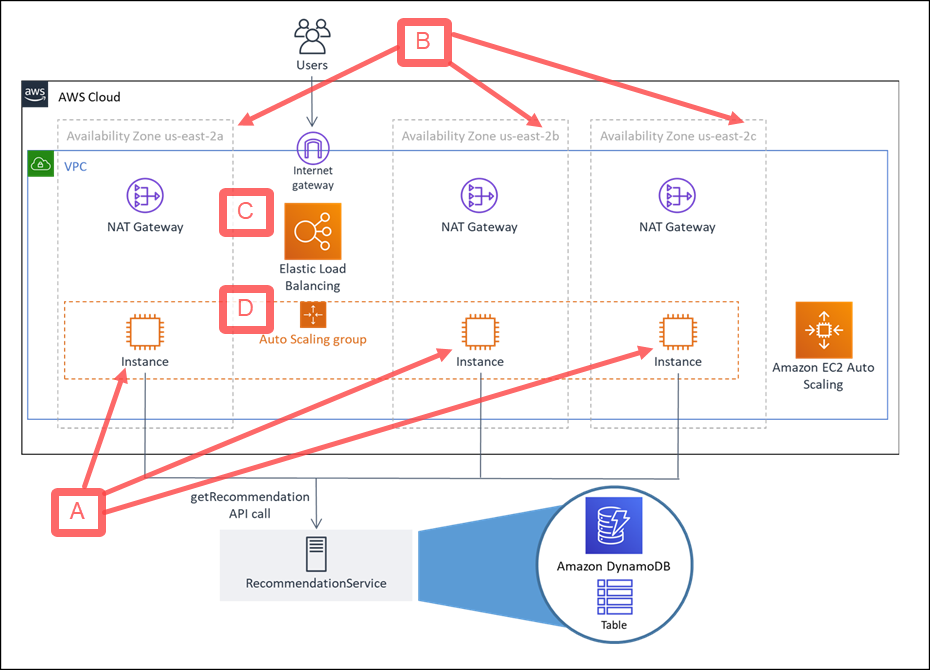 B
Users
aws
AWS Cloud
Availability Zone us-east-2a
Availability Zone us-east-2b
Availability Zone us-east-2c
VPC
Internet
gateway
NAT Gateway
C
NAT Gateway
NAT Gateway
Elastic Load
Balancing
D
Auto Scaling group
Instance
Instance
Instance
Amazon EC2 Auto
Scaling
A
getRecommendation
API call
RecommendationService
Amazon DynamoDB
Table